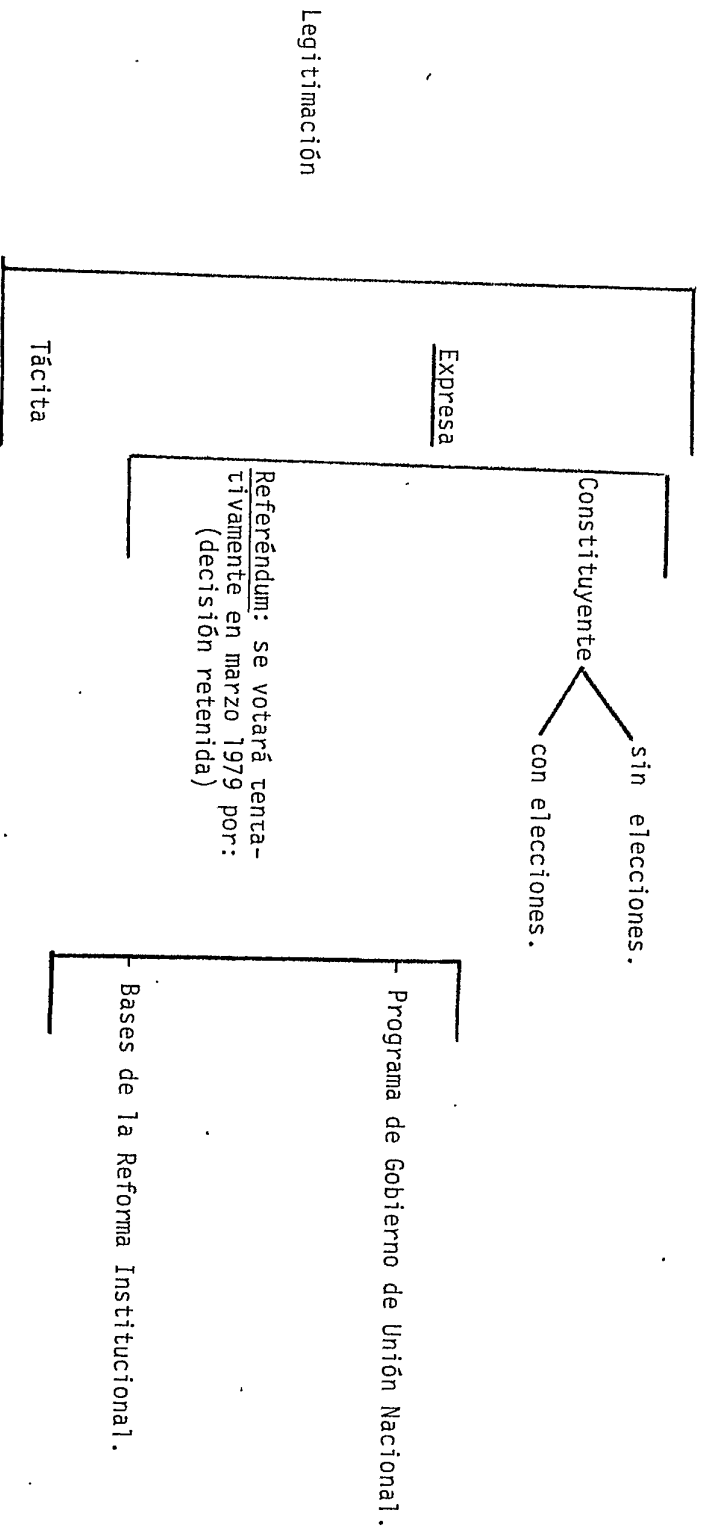 Legitimación
Expresa
Constituyente
sin elecciones.
con elecciones.
Referéndum: se votará tenta-
tivamente en marzo 1979 por:
(decisión retenida)
Programa de Gobierno de Unión Nacional.
Bases de la Reforma Institucional.
Tácita